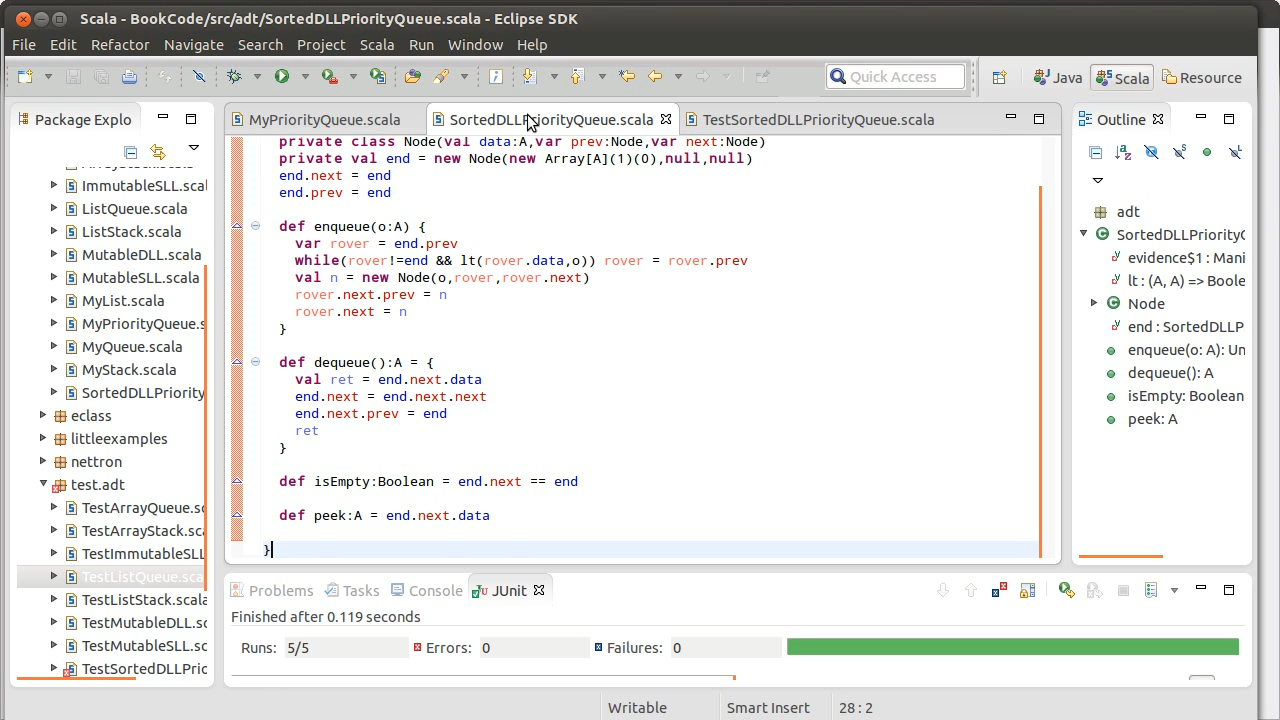 Scala - BookCode/src/adt/SortedDLLPriorityQueue.scala - Eclipse SDK
File Edit Refactor Navigate Search Project Scala Run Window Help
Quick Access
Java
Scala
Resource
Package Explo
ImmutableSLL.scal
ListQueue.scala
ListStack.scala
MutableDLL.scala
MutableSLL.scala
MyList.scala
MyPriorityQueue.s
MyQueue.scala
MyStack.scala
SortedDLLPriority
eclass
littleexamples
nettron
test.adt
TestArrayQueue.sc
TestArrayStack.sca
TestImmutableSLL
TestListQueue.sca
TestListStack.scala
TestMutableDLL.sc
TestMutableSLL.sc
TestSortedDLLPrio
MyPriorityQueue.scala
SortedDLLPriorityQueue.scala
TestSortedDLLPriorityQueue.scala
private class Node(val data:A,var prev:Node,var next:Node)
private val end = new Node(new Array[A](1)(0),null,null)
end.next = end
end.prev = end
def enqueue(o:A) {
var rover = end.prev
while(rover!=end && lt(rover.data,o)) rover = rover.prev
val n = new Node(o,rover,rover.next)
rover.next.prev = n
rover.next = n
}
def dequeue():A = {
val ret = end.next.data
end.next = end.next.next
end.next.prev = end
ret
}
def isEmpty:Boolean = end.next == end
def peek:A = end.next.data
}
Outline
adt
SortedDLLPriority
evidence$1 : Mani
lt : (A, A) => Boole
Node
end : SortedDLLP
enqueue(o: A): Un
dequeue(): A
isEmpty: Boolean
peek: A
Problems
Tasks
Console
JUnit
Finished after 0.119 seconds
Runs: 5/5
Errors: 0
Failures: 0
Writable
Smart Insert
28 : 2